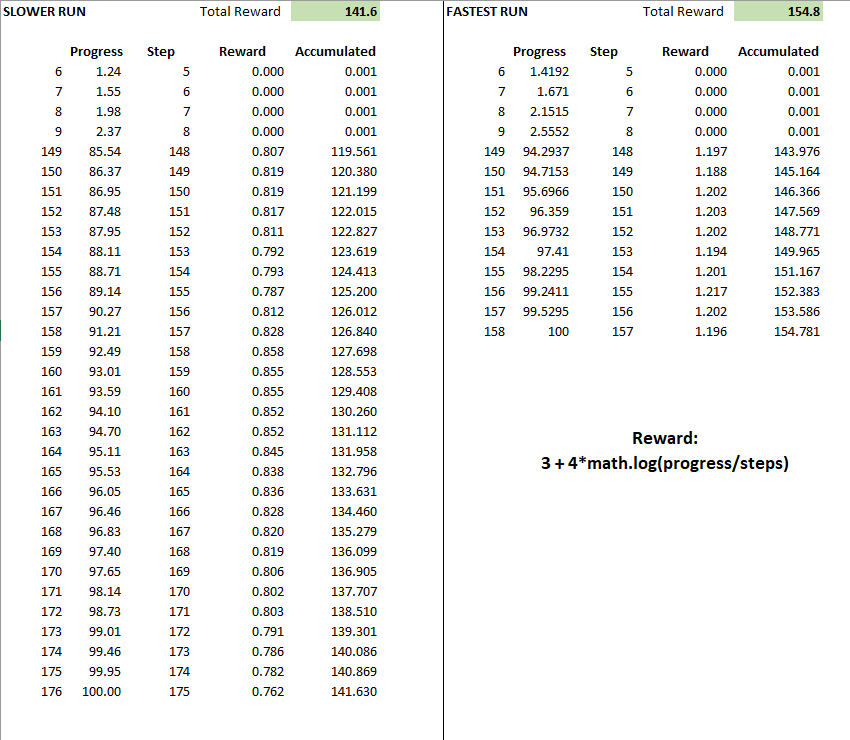 SLOWER RUN Total Reward 141.6 FASTEST RUN Total Reward 154.8
Progress Step Reward Accumulated Progress Step Reward Accumulated
6 1.24 5 0.000 0.001 6 1.4192 5 0.000 0.001
7 1.55 6 0.000 0.001 7 1.671 6 0.000 0.001
8 1.98 7 0.000 0.001 8 2.1515 7 0.000 0.001
9 2.37 8 0.000 0.001 9 2.5552 8 0.000 0.001
149 85.54 148 0.807 119.561 149 94.2937 148 1.197 143.976
150 86.37 149 0.819 120.380 150 94.7153 149 1.188 145.164
151 86.95 150 0.819 121.199 151 95.6966 150 1.202 146.366
152 87.48 151 0.817 122.015 152 96.359 151 1.203 147.569
153 87.95 152 0.811 122.827 153 96.9732 152 1.202 148.771
154 88.11 153 0.792 123.619 154 97.41 153 1.194 149.965
155 88.71 154 0.793 124.413 155 98.2295 154 1.201 151.167
156 89.14 155 0.787 125.200 156 99.2411 155 1.217 152.383
157 90.27 156 0.812 126.012 157 99.5295 156 1.202 153.586
158 91.21 157 0.828 126.840 158 100 157 1.196 154.781
159 92.49 158 0.858 127.698
160 93.01 159 0.855 128.553
161 93.59 160 0.855 129.408
162 94.10 161 0.852 130.260
163 94.70 162 0.852 131.112
164 95.11 163 0.845 131.958
165 95.53 164 0.838 132.796
166 96.05 165 0.836 133.631
167 96.46 166 0.828 134.460
168 96.83 167 0.820 135.279
169 97.40 168 0.819 136.099
170 97.65 169 0.806 136.905
171 98.14 170 0.802 137.707
172 98.73 171 0.803 138.510
173 99.01 172 0.791 139.301
174 99.46 173 0.786 140.086
175 99.95 174 0.782 140.869
176 100.00 175 0.762 141.630
Reward:
3 + 4*math.log(progress/steps)